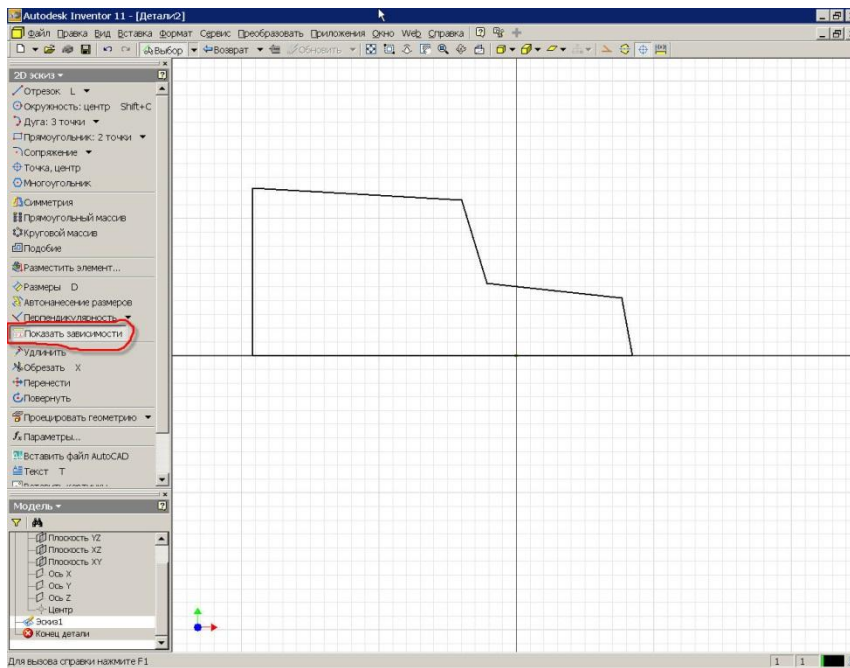 Autodesk Inventor 11 - [Детали2]
Файл Правка Вид Вставка Формат Сервис Преобразовать Приложения Окно Web Справка
Выбор Возврат Обновить
2D эскиз
Отрезок L
Окружность: центр Shift+C
Дуга: 3 точки
Прямоугольник: 2 точки
Сопряжение
Точка, центр
Многоугольник
Симметрия
Прямоугольный массив
Круговой массив
Подобие
Разместить элемент...
Размеры D
Автонанесение размеров
Перпендикулярность
Показать зависимости
Удлинить
Обрезать X
Перенести
Повернуть
Проецировать геометрию
fx Параметры...
Вставить файл AutoCAD
Текст T
Модель
Плоскость YZ
Плоскость XZ
Плоскость XY
Ось X
Ось Y
Ось Z
Центр
Эскиз1
Конец детали
Для вызова справки нажмите F1
1 1